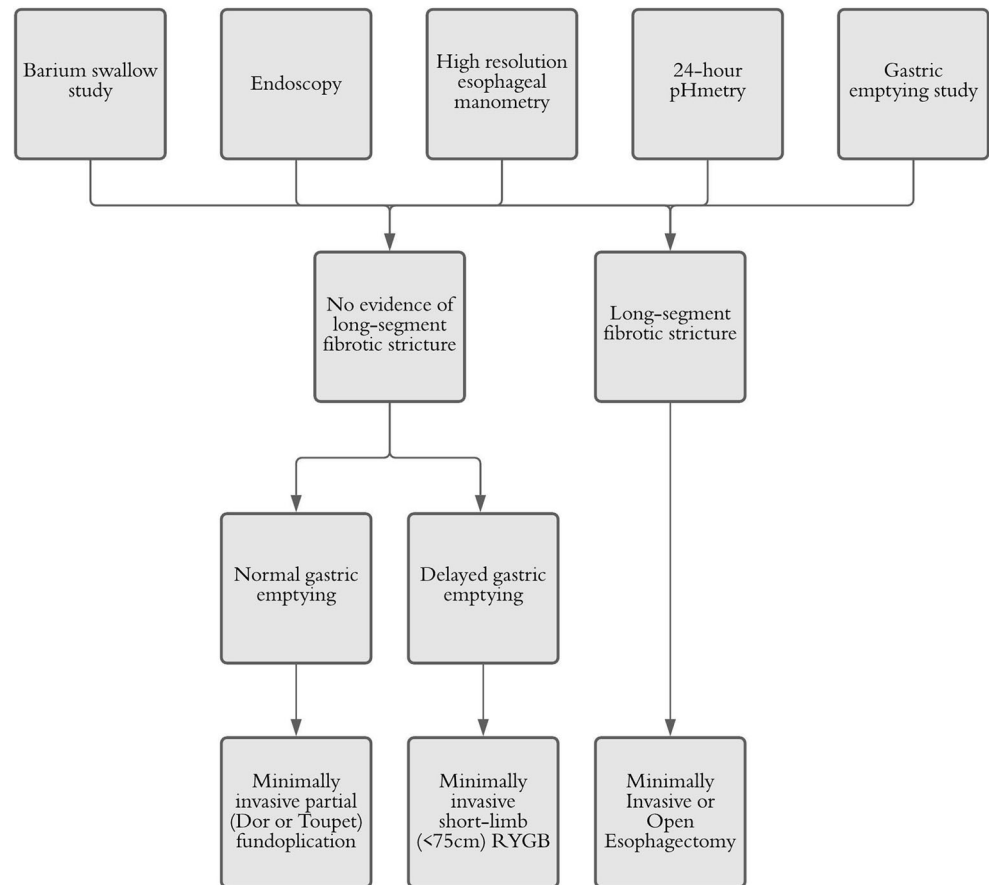 Barium swallow
study
Endoscopy
High resolution
esophageal
manometry
24-hour
pHmetry
Gastric
emptying study
No evidence of
long-segment
fibrotic stricture
Long-segment
fibrotic stricture
Normal gastric
emptying
Delayed gastric
emptying
Minimally
invasive partial
(Dor or Toupet)
fundoplication
Minimally
invasive
short-limb
(<75cm) RYGB
Minimally
Invasive or
Open
Esophagectomy